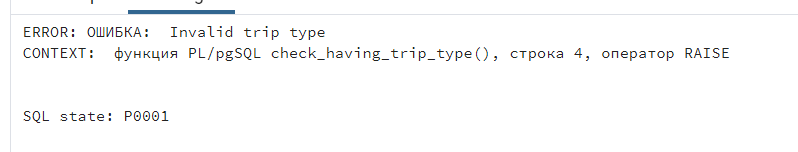 ERROR: ОШИБКА:  Invalid trip type
CONTEXT:  функция PL/pgSQL check_having_trip_type(), строка 4, оператор RAISE
SQL state: P0001